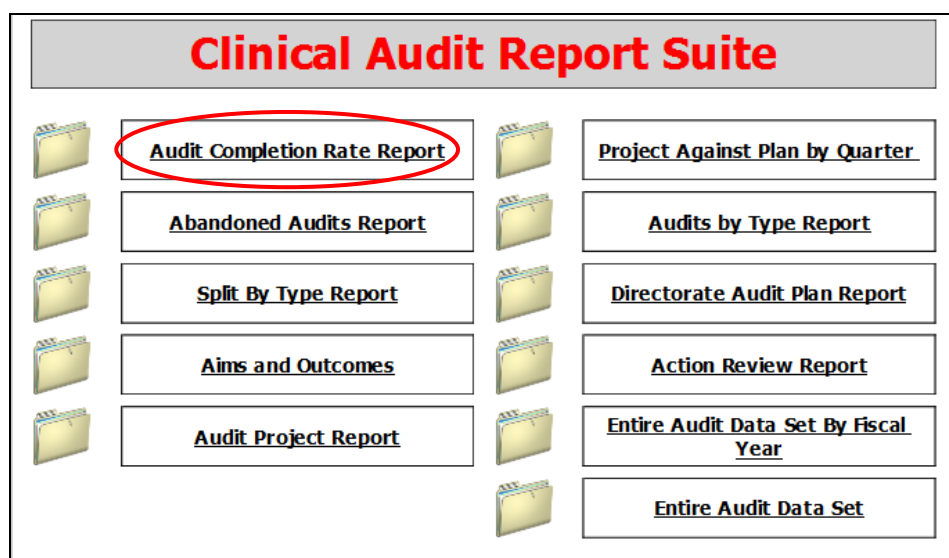 Clinical Audit Report Suite
Audit Completion Rate Report
Project Against Plan by Quarter
Abandoned Audits Report
Audits by Type Report
Split By Type Report
Directorate Audit Plan Report
Aims and Outcomes
Action Review Report
Audit Project Report
Entire Audit Data Set By Fiscal
Year
Entire Audit Data Set